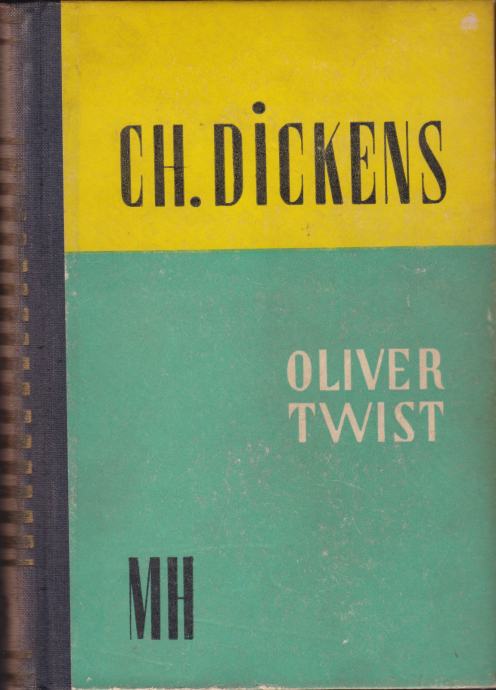 CH. DİCKENS
OLIVER
TWIST
MH